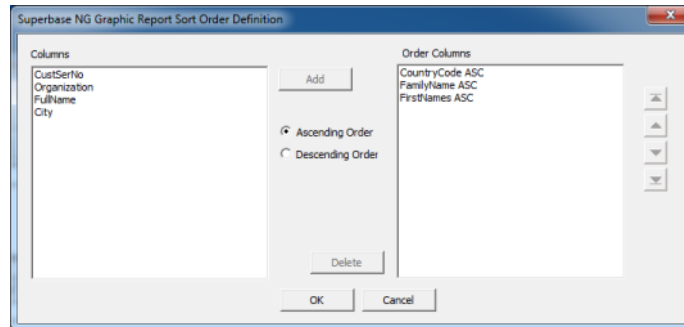 Superbase NG Graphic Report Sort Order Definition
Columns
Order Columns
CustSerNo
Organization
FullName
City
Add
Ascending Order
Descending Order
Delete
CountryCode ASC
FamilyName ASC
FirstNames ASC
OK
Cancel